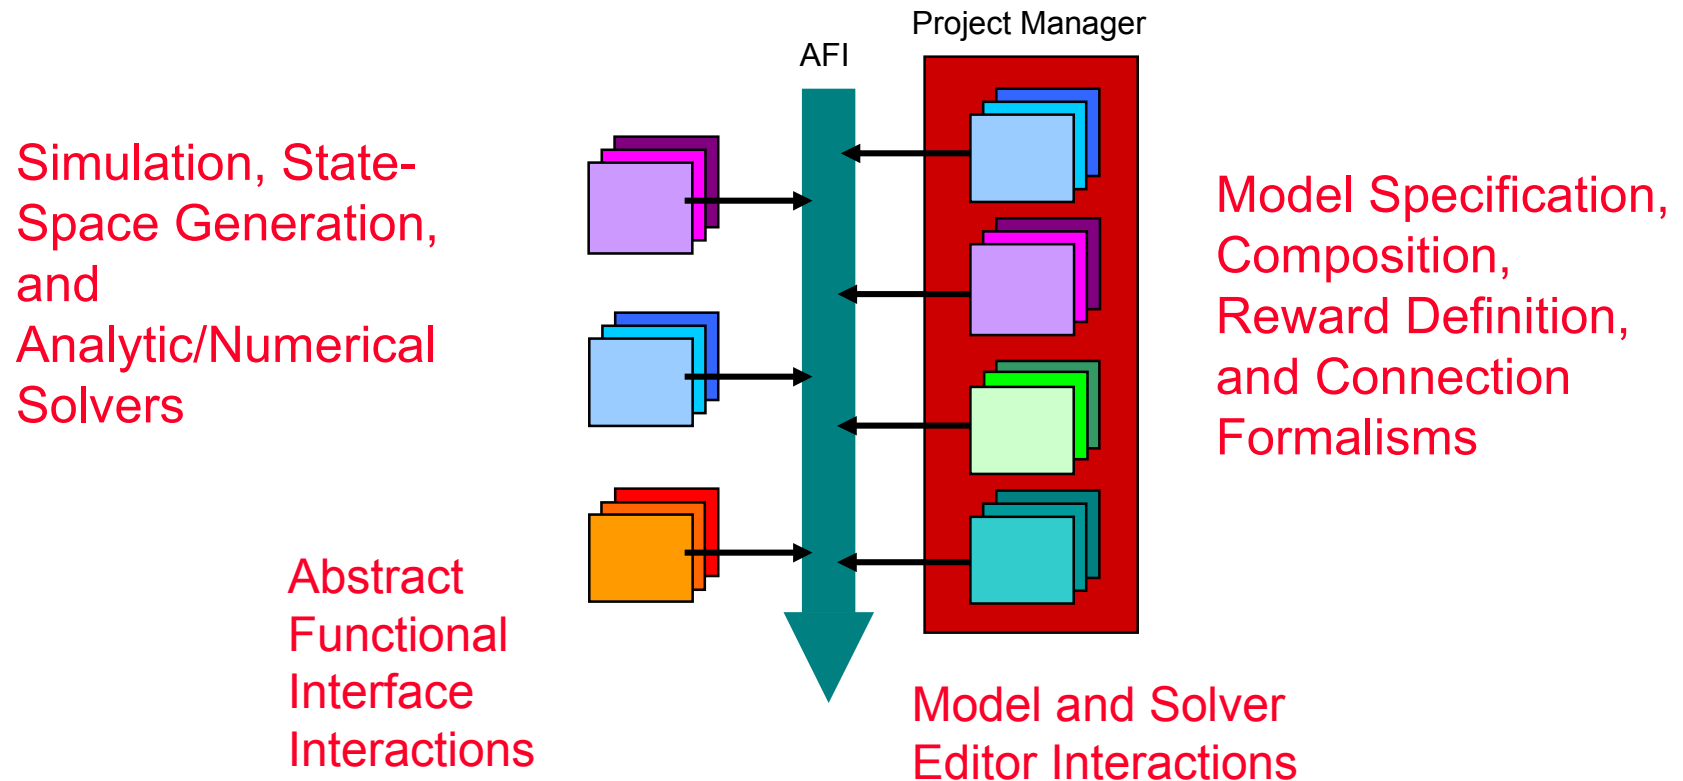 Project Manager
AFI
Simulation, State-
Space Generation,
and
Analytic/Numerical
Solvers
Model Specification,
Composition,
Reward Definition,
and Connection
Formalisms
Abstract
Functional
Interface
Interactions
Model and Solver
Editor Interactions